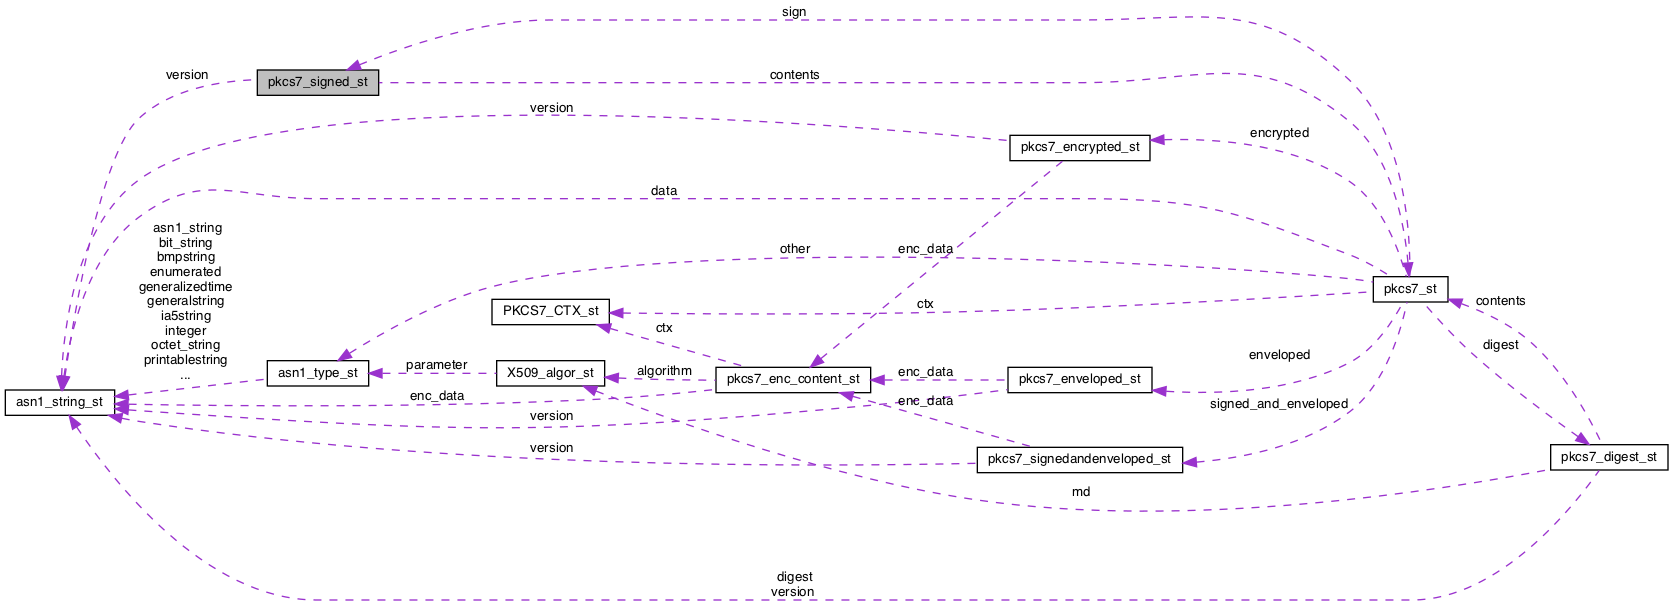 sign
version
pkcs7_signed_st
contents
version
encrypted
pkcs7_encrypted_st
data
asn1_string
bit_string
bmpstring
enumerated
generalizedtime
generalstring
ia5string
integer
octet_string
printablestring
...
other
enc_data
pkcs7_st
PKCS7_CTX_st
ctx
ctx
contents
digest
enveloped
asn1_type_st
parameter
X509_algor_st
algorithm
pkcs7_enc_content_st
enc_data
pkcs7_enveloped_st
asn1_string_st
enc_data
enc_data
signed_and_enveloped
version
version
pkcs7_signedandenveloped_st
pkcs7_digest_st
md
digest
version